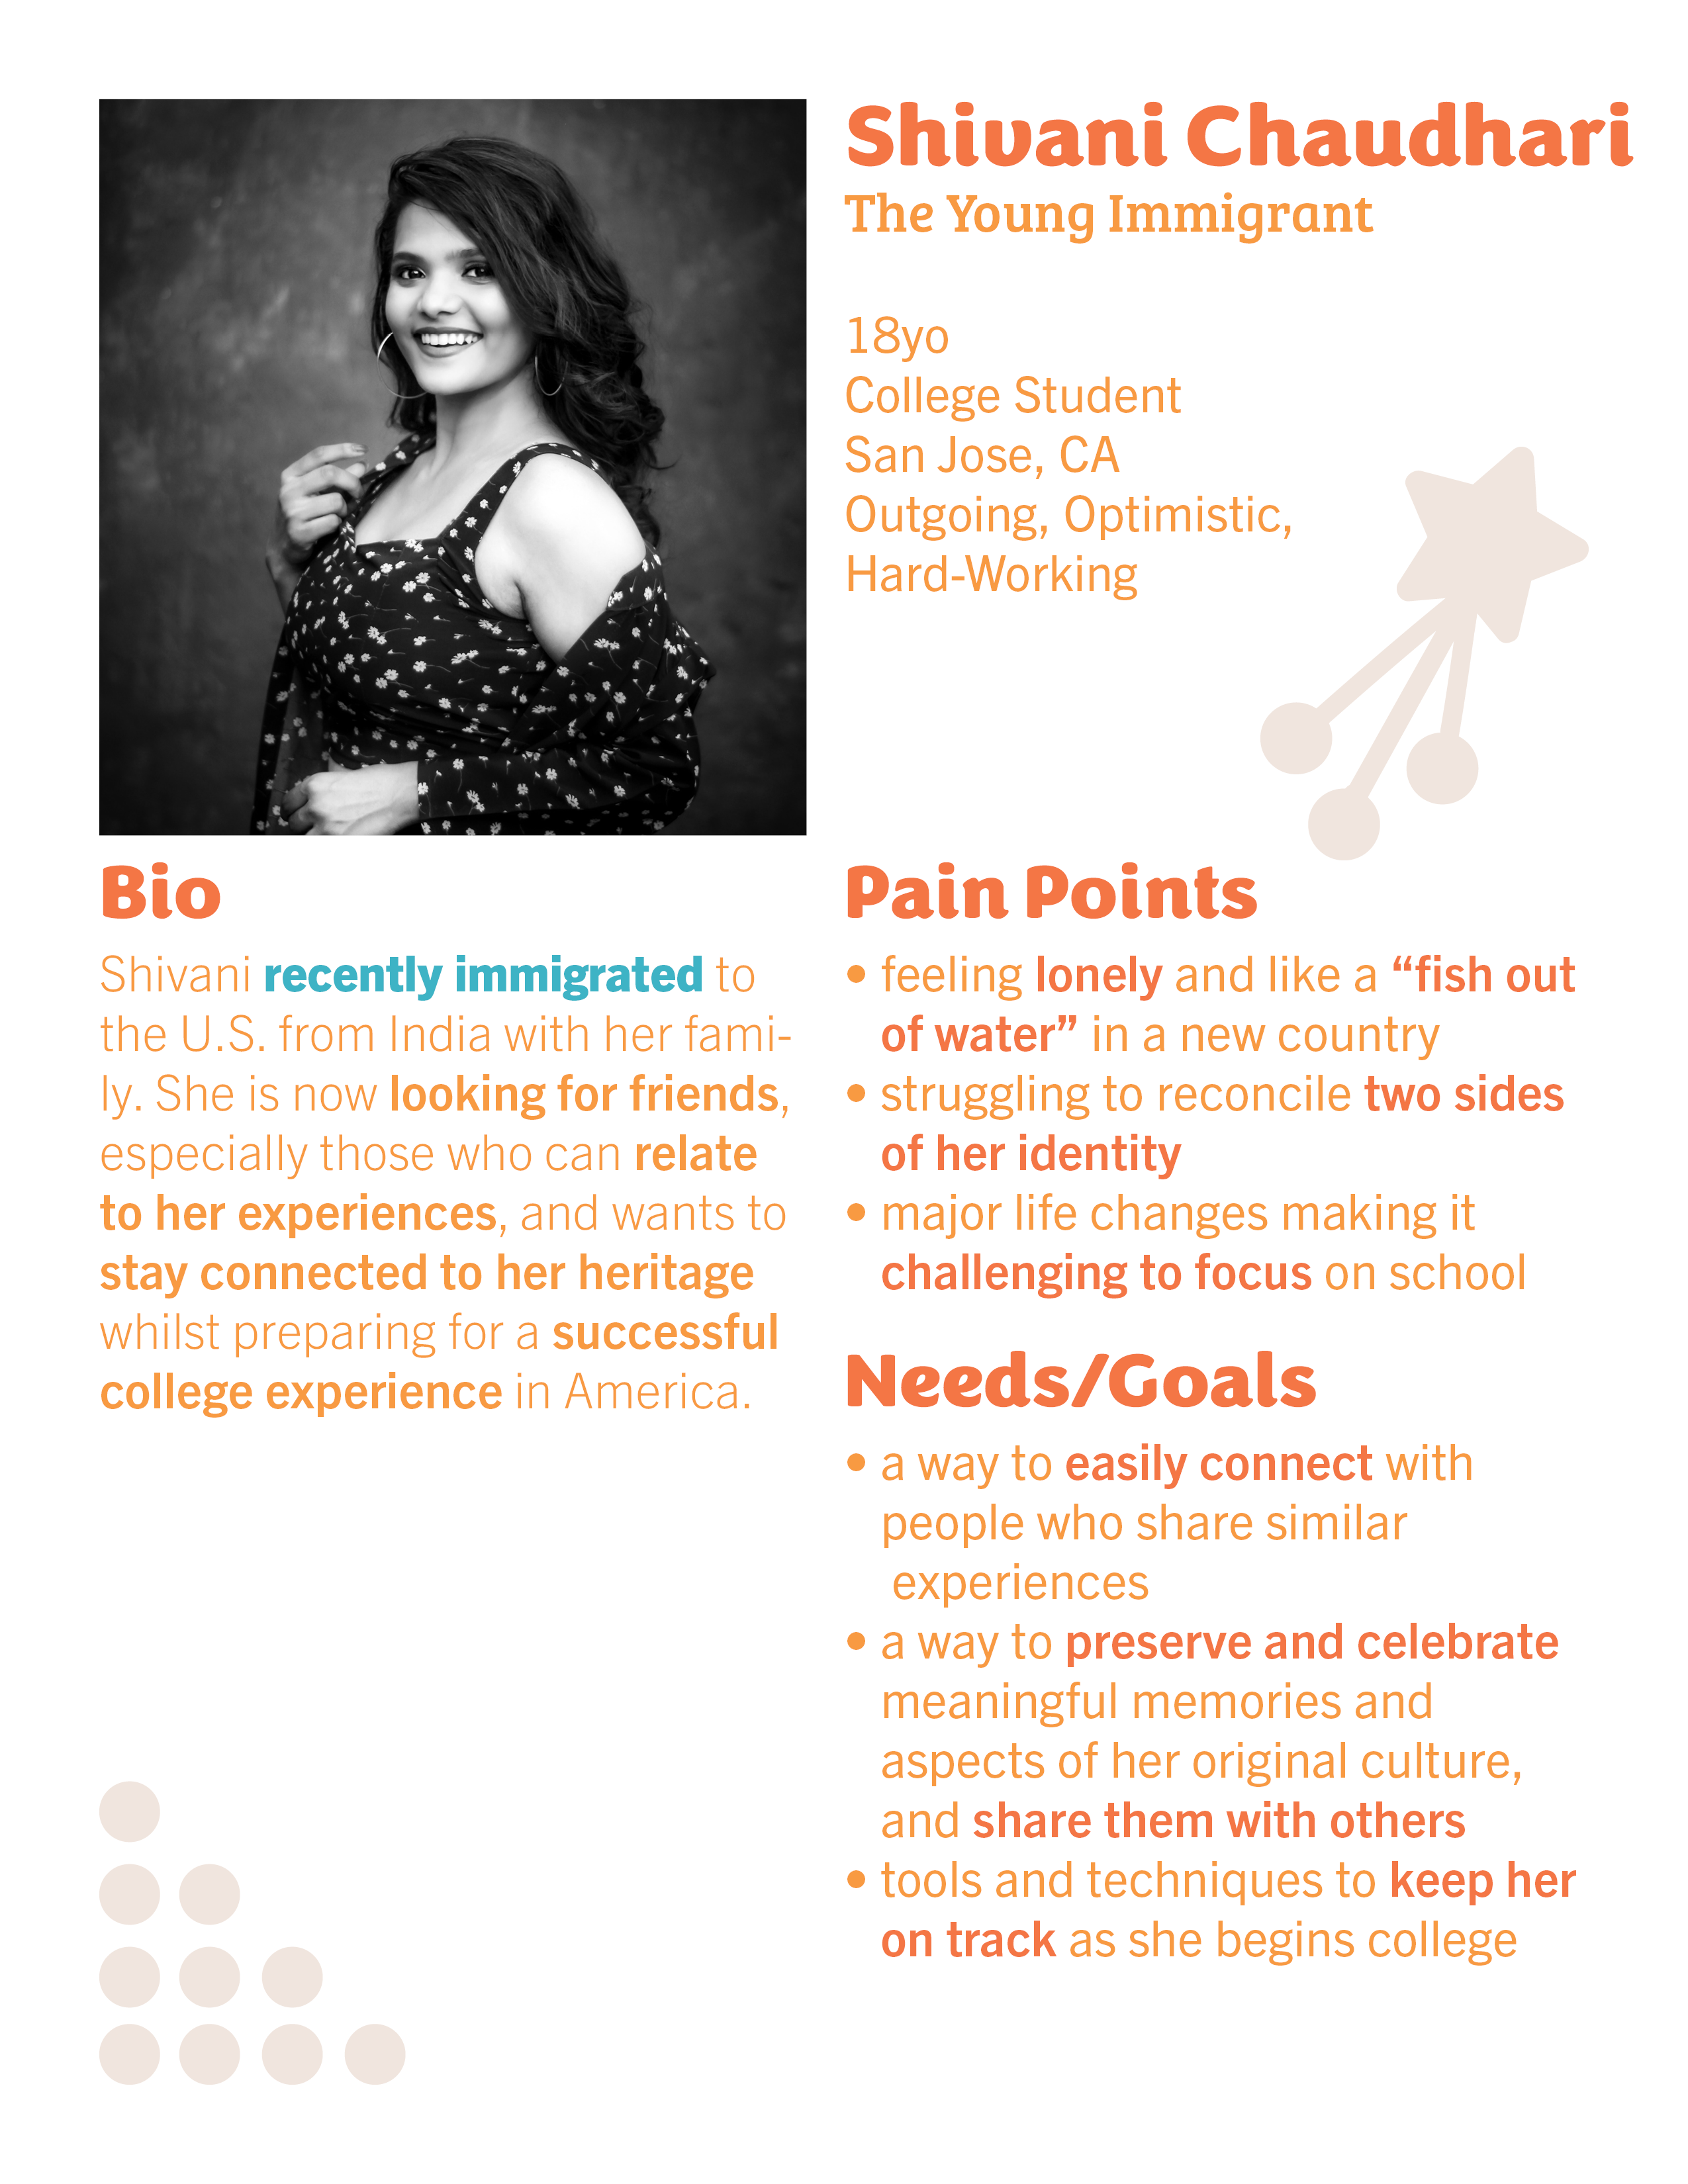 Shivani Chaudhari
The Young Immigrant
18yo
College Student
San Jose, CA
Outgoing, Optimistic,
Hard-Working
Bio
Shivani recently immigrated to
the U.S. from India with her fami-
ly. She is now looking for friends,
especially those who can relate
to her experiences, and wants to
stay connected to her heritage
whilst preparing for a successful
college experience in America.
Pain Points
• feeling lonely and like a “fish out
of water” in a new country
• struggling to reconcile two sides
of her identity
• major life changes making it
challenging to focus on school
Needs/Goals
• a way to easily connect with
people who share similar
experiences
• a way to preserve and celebrate
meaningful memories and
aspects of her original culture,
and share them with others
• tools and techniques to keep her
on track as she begins college